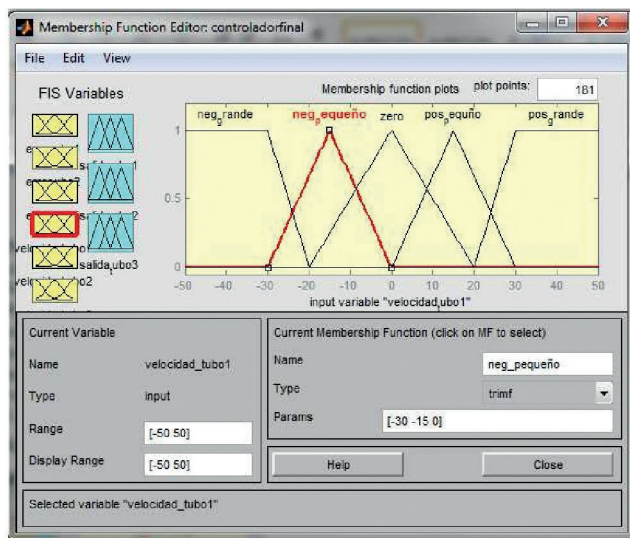 Membership Function Editor: controladorfinal
File Edit View
FIS Variables
Membership function plots plot points: 181
neg_grande neg_pequeño zero pos_equño pos_grande
1
0.5
0
salida_tubo3
-50 -40 -30 -20 -10 0 10 20 30 40 50
input variable "velocidad_tubo1"
Current Variable
Name velocidad_tubo1
Type input
Range [-50 50]
Display Range [-50 50]
Current Membership Function (click on MF to select)
Name neg_pequeño
Type trimf
Params [-30 -15 0]
Help Close
Selected variable "velocidad_tubo1"